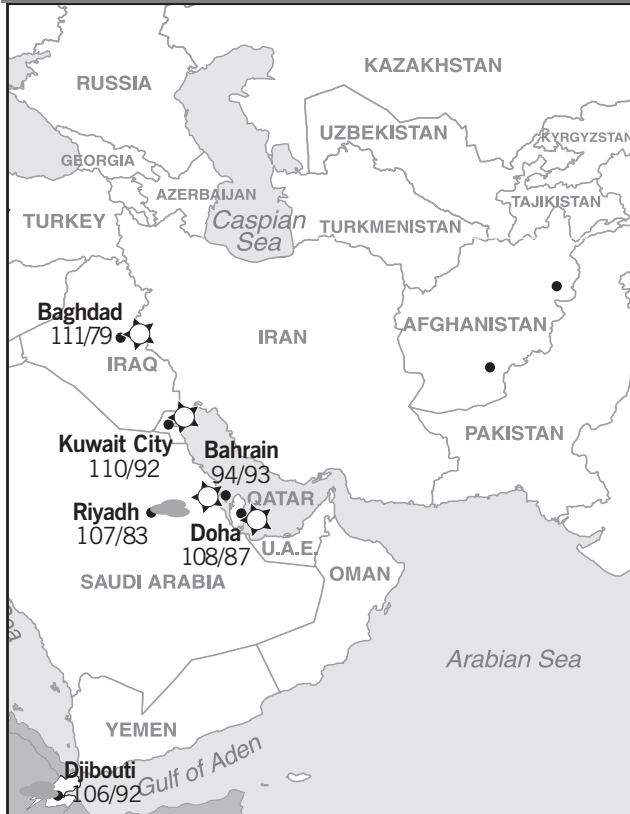 RUSSIA
KAZAKHSTAN
UZBEKISTAN
KYRGYZSTAN
GEORGIA
AZERBAIJAN
TAJIKISTAN
TURKEY
Caspian
Sea
TURKMENISTAN
Baghdad
111/79
IRAQ
IRAN
AFGHANISTAN
Kuwait City
110/92
Bahrain
94/93
PAKISTAN
QATAR
Riyadh
107/83
Doha
108/87
U.A.E.
SAUDI ARABIA
OMAN
Arabian Sea
YEMEN
Djibouti
106/92
Gulf of Aden